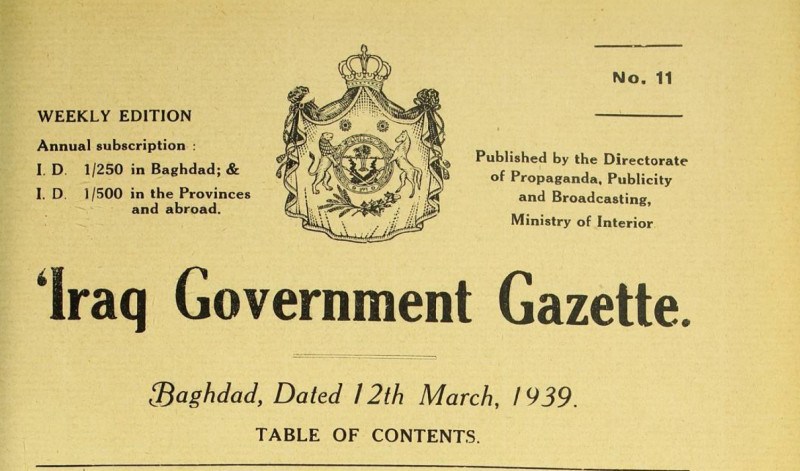 No. 11
WEEKLY EDITION
Annual subscription :
I. D. 1/250 in Baghdad; &
I. D. 1/500 in the Provinces
and abroad.
Published by the Directorate
of Propaganda, Publicity
and Broadcasting,
Ministry of Interior
‘Iraq Government Gazette.
Baghdad, Dated 12th March, 1939.
TABLE OF CONTENTS.